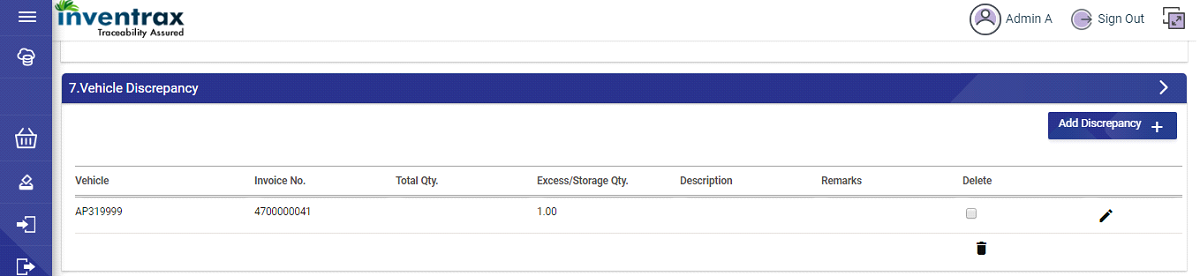 inventrax
Traceability Assured
Admin A
Sign Out
7.Vehicle Discrepancy
Add Discrepancy +
Vehicle Invoice No. Total Qty. Excess/Storage Qty. Description Remarks Delete
AP319999 4700000041 1.00